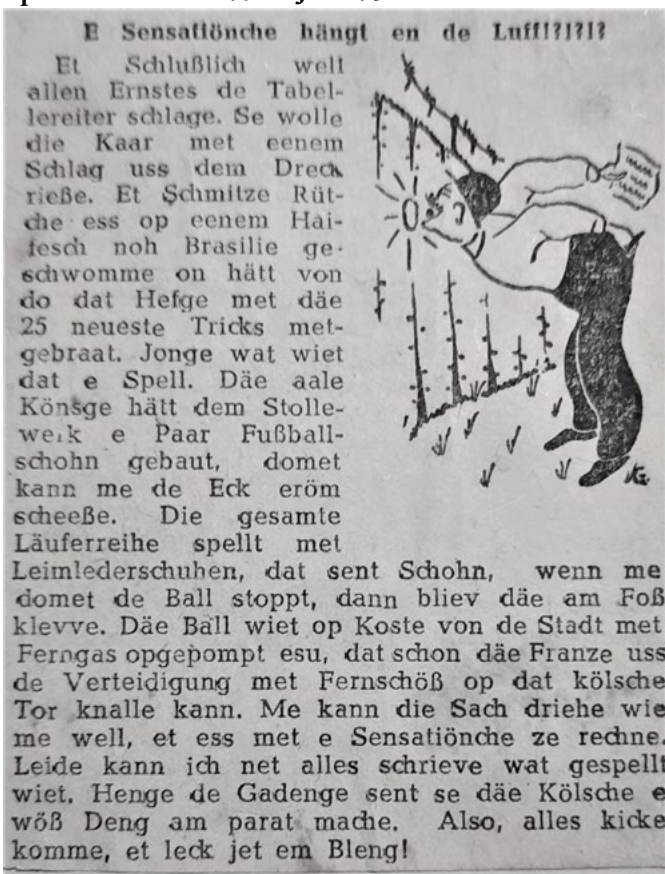 E Sensatiönche hängt en de Luff!?!?!?
Et Schlußlich well
allen Ernstes de Tabel-
lereiter schlage. Se wolle
die Kaar met eenem
Schlag uss dem Dreck
rieße. Et Schmitze Rüt-
che ess op eenem Hai-
fesch noh Brasilie ge-
schwomme on hätt von
do dat Hefge met däe
25 neueste Tricks met-
gebraat. Jonge wat wiet
dat e Spell. Däe aale
Könsge hätt dem Stolle-
werk e Paar Fußball-
schohn gebaut, domet
kann me de Eck eröm
scheeße. Die gesamte
Läuferreihe spellt met
Leimlederschuhen, dat sent Schohn, wenn me
domet de Ball stoppt, dann bliev däe am Foß
klevve. Däe Ball wiet op Koste von de Stadt met
Ferngas opgepompt esu, dat schon däe Franze uss
de Verteidigung met Fernschöß op dat kölsche
Tor knalle kann. Me kann die Sach driehe wie
me well, et ess met e Sensatiönche ze rechne.
Leide kann ich net alles schrieve wat gespellt
wiet. Henge de Gadenge sent se däe Kölsche e
wöß Deng am parat mache. Also, alles kicke
komme, et leck jet em Bleng!